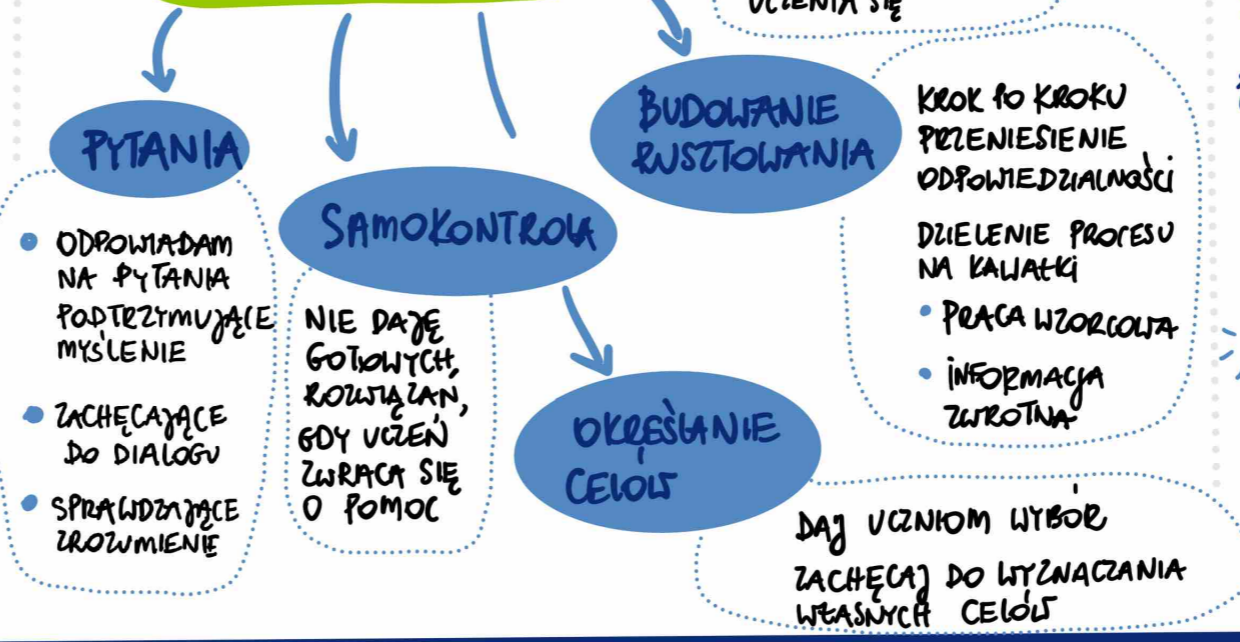 UCZENIA SIĘ
PYTANIA
ODPOWIADAM
NA PYTANIA
PODTRZYMUJĄCE
MYŚLENIE
ZACHĘCAJĄCE
DO DIALOGU
SPRAWDZAJĄCE
ZROZUMIENIE
SAMOKONTROLA
NIE DAJĘ
GOTOWYCH,
ROZWIĄZAŃ,
GDY UCZEŃ
ZWRACA SIĘ
O POMOC
BUDOWANIE
RUSZTOWANIA
KROK PO KROKU
PRZENIESIENIE
ODPOWIEDZIALNOŚCI
DZIELENIE PROCESU
NA KAWAŁKI
PRACA WZORCOWA
INFORMACJA
ZWROTNA
OKREŚLANIE
CELÓW
DAJ UCZNIOM WYBÓR
ZACHĘCAJ DO WYZNACZANIA
WŁASNYCH CELÓW